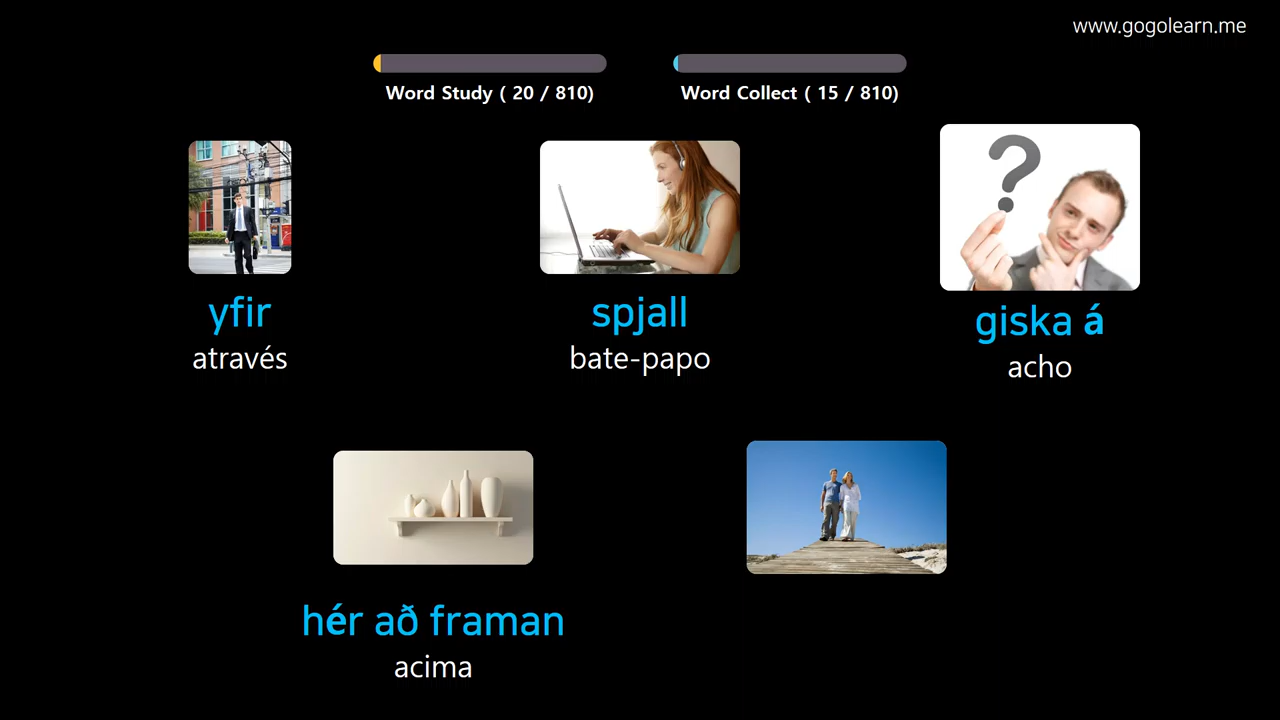 www.gogolearn.me
Word Study ( 20 / 810)
Word Collect ( 15 / 810)
yfir
através
spjall
bate-papo
giska á
acho
hér að framan
acima